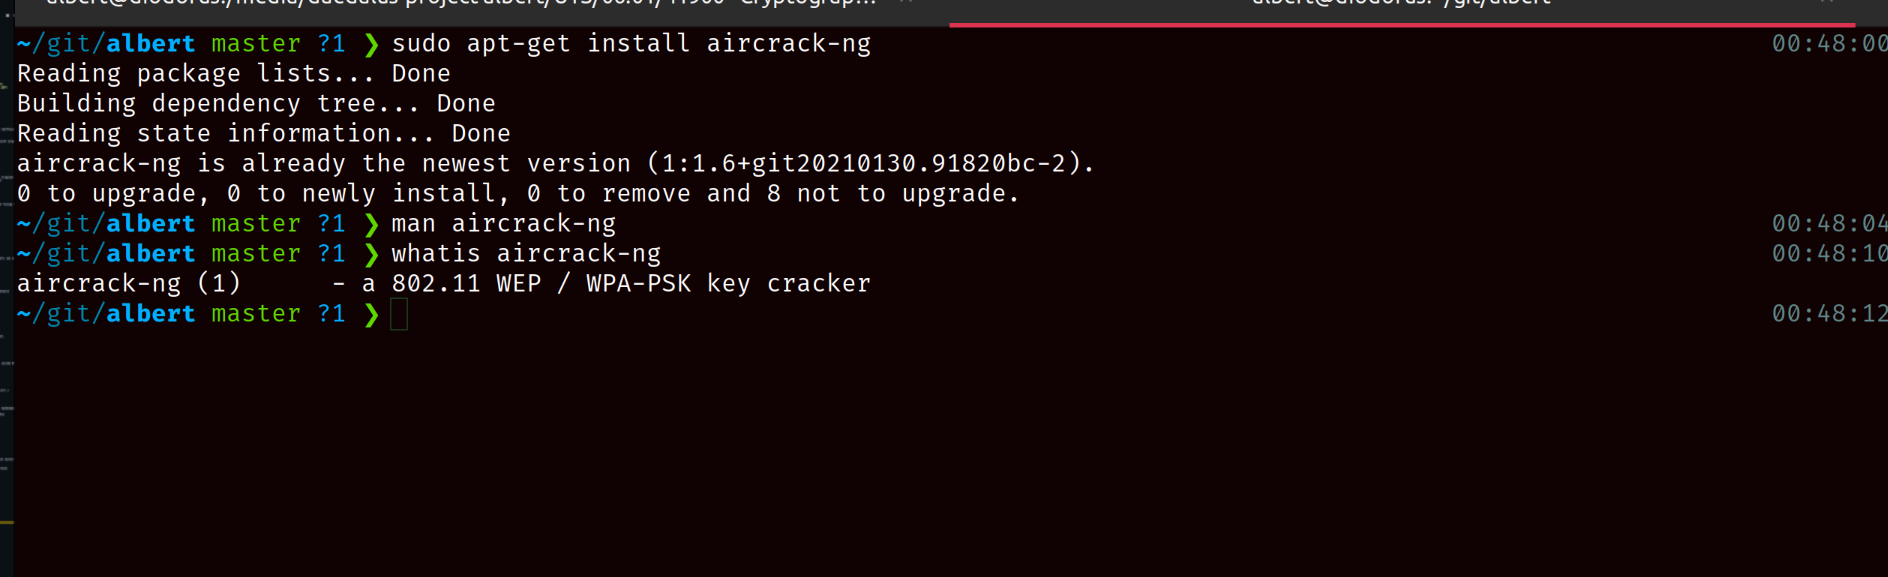 ~/git/albert master ?1 ❯ sudo apt-get install aircrack-ng 00:48:00
Reading package lists... Done
Building dependency tree... Done
Reading state information... Done
aircrack-ng is already the newest version (1:1.6+git20210130.91820bc-2).
0 to upgrade, 0 to newly install, 0 to remove and 8 not to upgrade.
~/git/albert master ?1 ❯ man aircrack-ng 00:48:04
~/git/albert master ?1 ❯ whatis aircrack-ng 00:48:10
aircrack-ng (1) - a 802.11 WEP / WPA-PSK key cracker
~/git/albert master ?1 ❯ 00:48:12